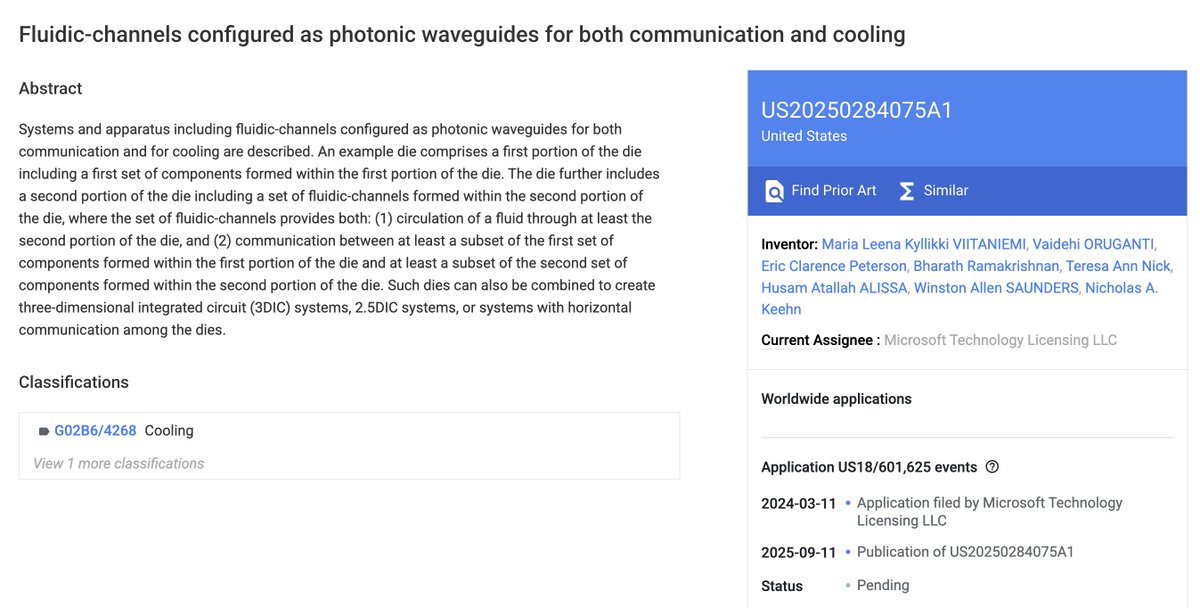 Fluidic-channels configured as photonic waveguides for both communication and cooling
Abstract
Systems and apparatus including fluidic-channels configured as photonic waveguides for both
communication and for cooling are described. An example die comprises a first portion of the die
including a first set of components formed within the first portion of the die. The die further includes
a second portion of the die including a set of fluidic-channels formed within the second portion of
the die, where the set of fluidic-channels provides both: (1) circulation of a fluid through at least the
second portion of the die, and (2) communication between at least a subset of the first set of
components formed within the first portion of the die and at least a subset of the second set of
components formed within the second portion of the die. Such dies can also be combined to create
three-dimensional integrated circuit (3DIC) systems, 2.5DIC systems, or systems with horizontal
communication among the dies.
Classifications
G02B6/4268 Cooling
View 1 more classifications
US20250284075A1
United States
Find Prior Art Similar
Inventor: Maria Leena Kyllikki VIITANIEMI, Vaidehi ORUGANTI,
Eric Clarence Peterson, Bharath Ramakrishnan, Teresa Ann Nick,
Husam Atallah ALISSA, Winston Allen SAUNDERS, Nicholas A.
Keehn
Current Assignee : Microsoft Technology Licensing LLC
Worldwide applications
Application US18/601,625 events
2024-03-11 • Application filed by Microsoft Technology
Licensing LLC
2025-09-11 • Publication of US20250284075A1
Status • Pending